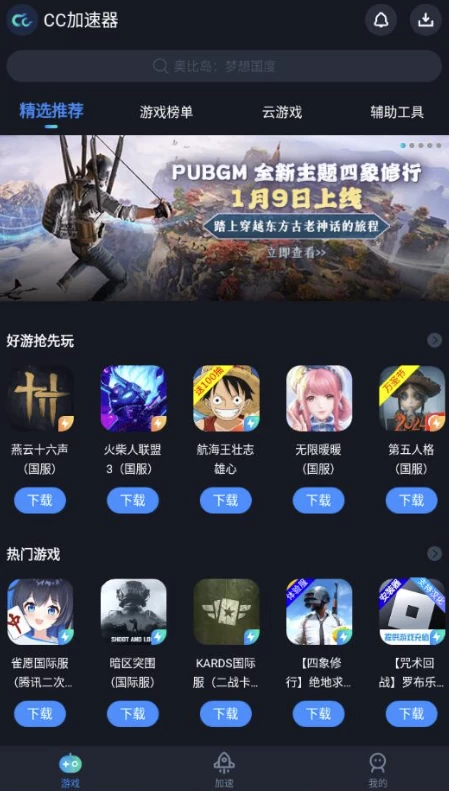 CC加速器
奥比岛：梦想国度
精选推荐 游戏榜单 云游戏 辅助工具
PUBGM 全新主题四象修行
1月9日上线
踏上穿越东方古老神话的旅程
立即查看>>
好游抢先玩
送100抽
万圣节
2024
燕云十六声
（国服）
火柴人联盟
3（国服）
航海王壮志
雄心
无限暖暖
（国服）
第五人格
（国服）
下载 下载 下载 下载 下载
热门游戏
SHOOT AND LO
体验服
安装器
支持汉化
提供游戏充值
雀愿国际服
（腾讯二次...
暗区突围
（国际服）
KARDS国际
服（二战卡...
【四象修
行】绝地求...
【咒术回
战】罗布乐...
下载 下载 下载 下载 下载
游戏 加速 我的